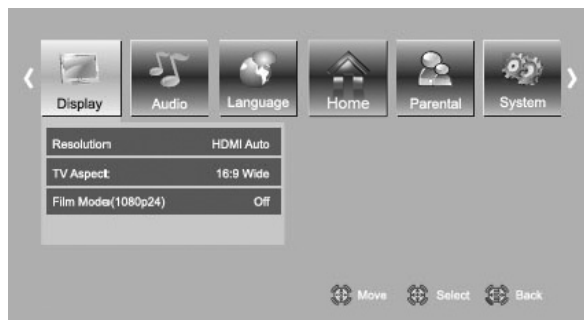 Display Audio Language Home Parental System
Resolution: HDMI Auto
TV Aspect: 16:9 Wide
Film Mode:(1080p24) Off
Move Select Back